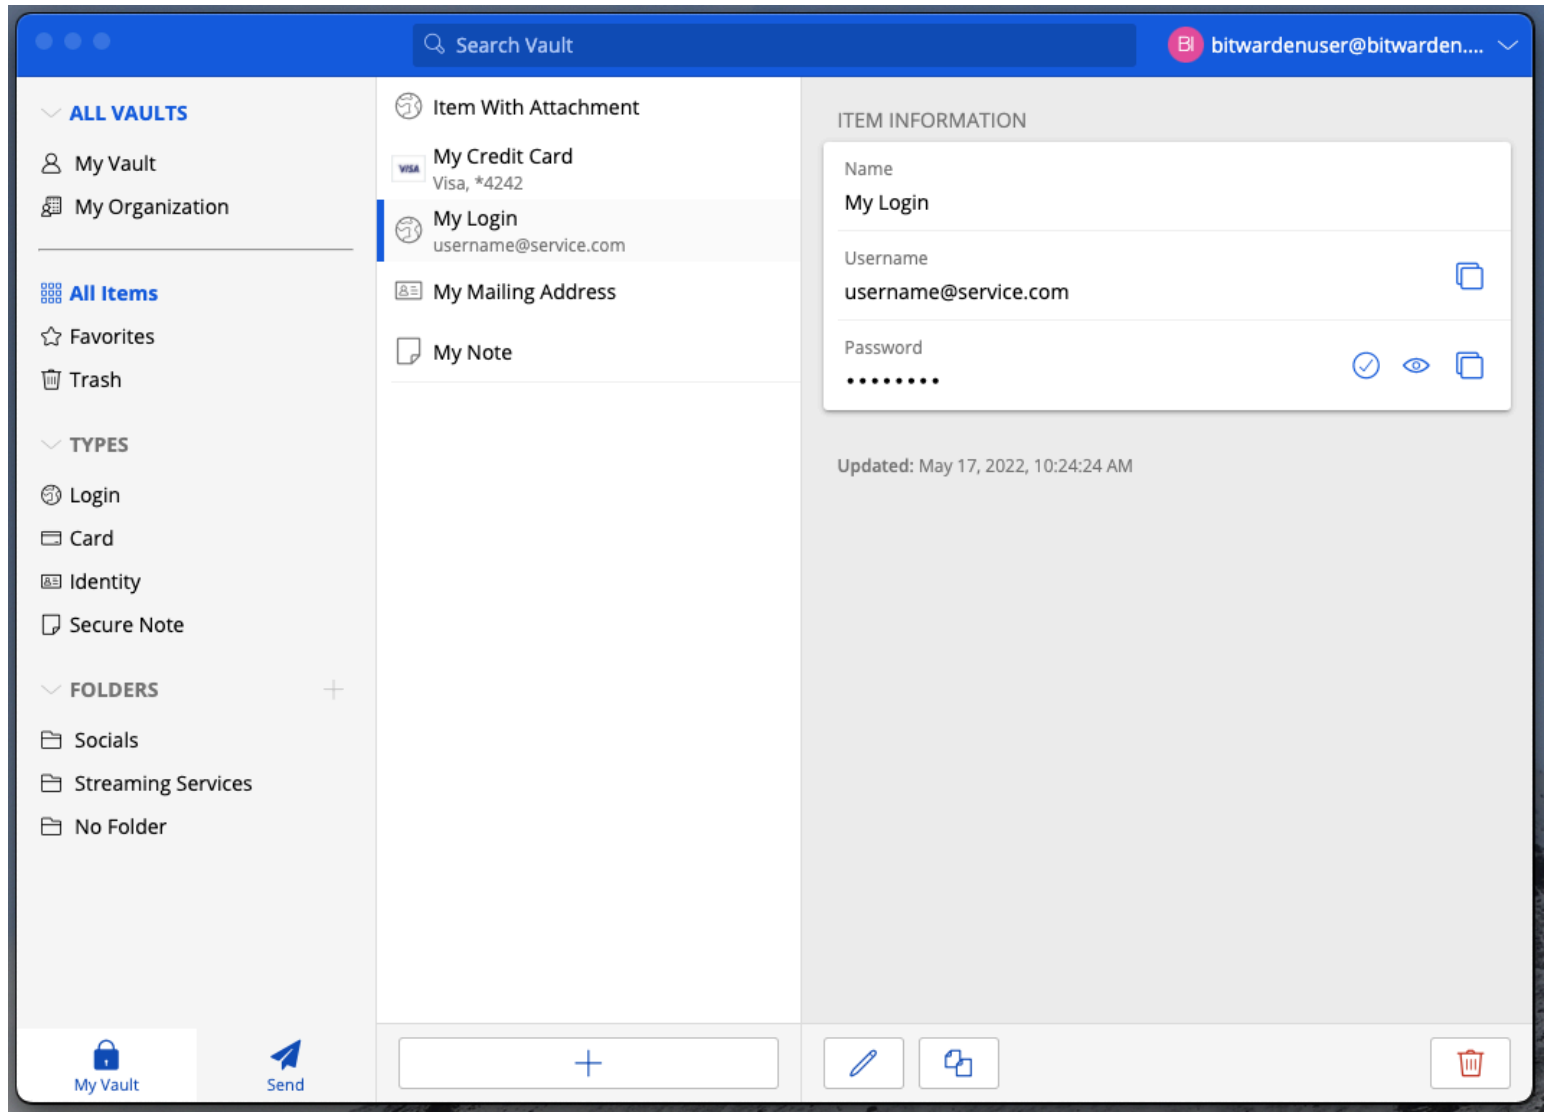 Search Vault
BI bitwardenuser@bitwarden....
ALL VAULTS
My Vault
My Organization
All Items
Favorites
Trash
TYPES
Login
Card
Identity
Secure Note
FOLDERS
Socials
Streaming Services
No Folder
My Vault
Send
Item With Attachment
VISA
My Credit Card
Visa, *4242
My Login
username@service.com
My Mailing Address
My Note
ITEM INFORMATION
Name
My Login
Username
username@service.com
Password
••••••••
Updated: May 17, 2022, 10:24:24 AM